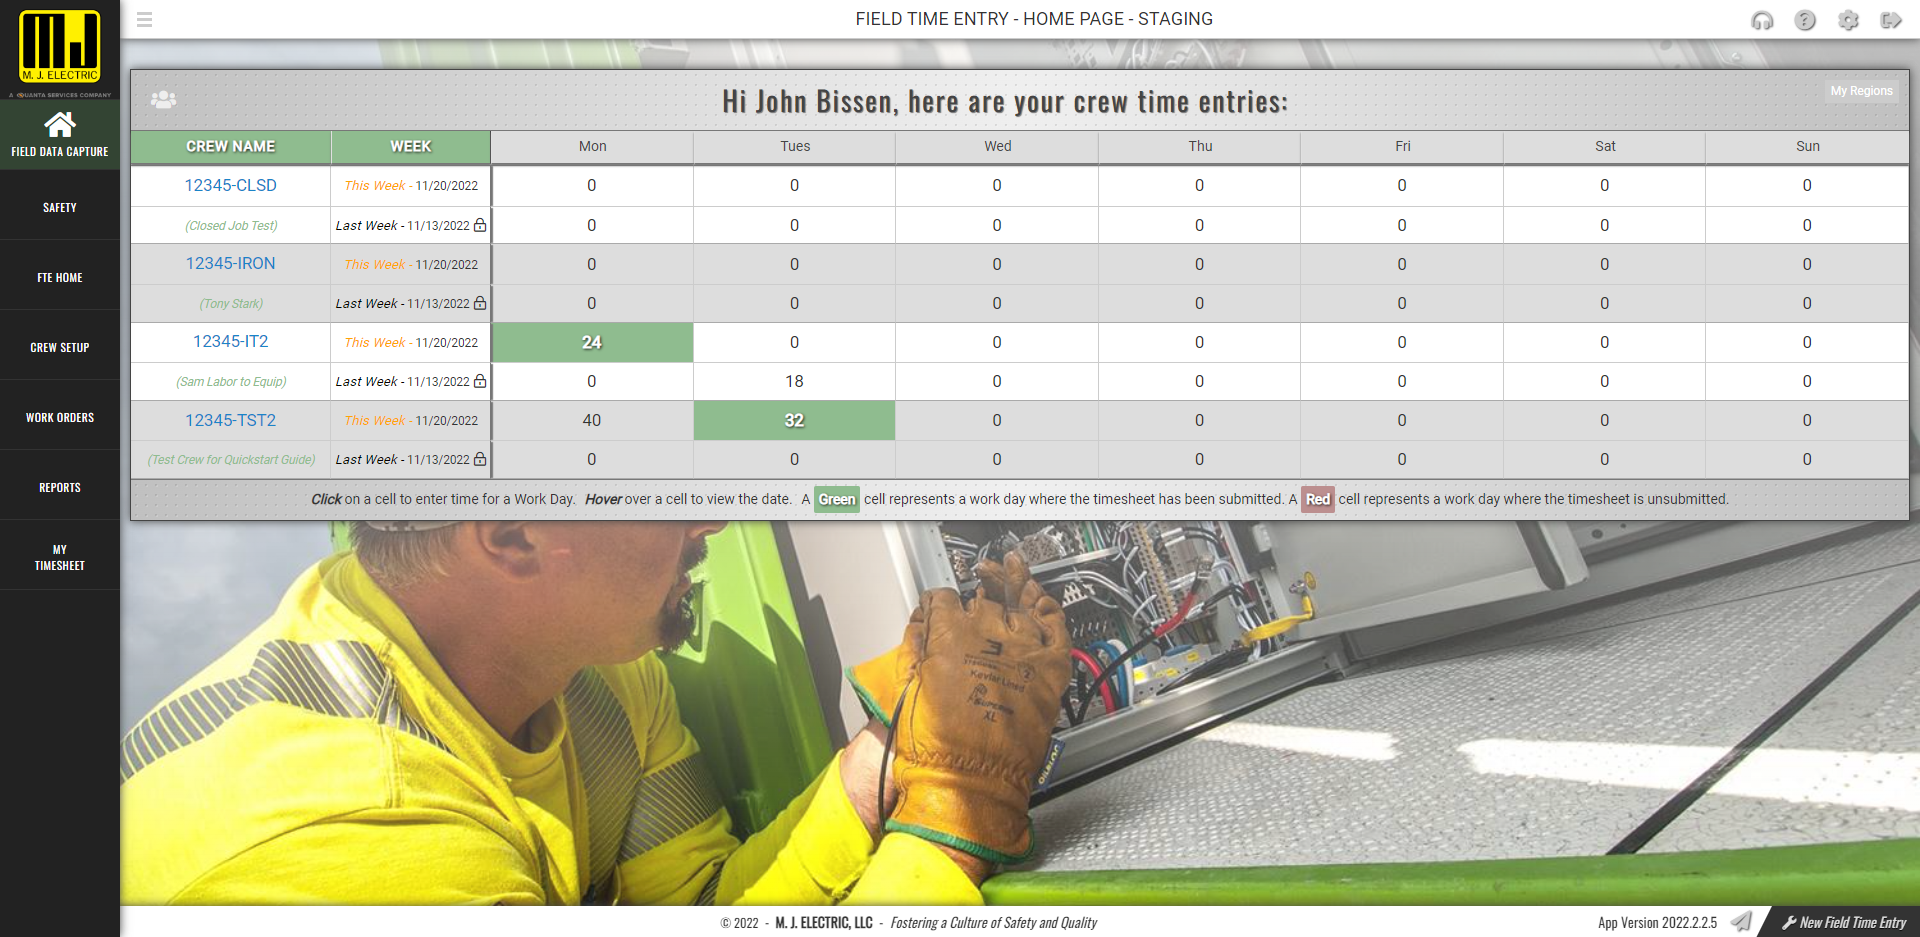 FIELD TIME ENTRY - HOME PAGE - STAGING
M. J. ELECTRIC
A QUANTA SERVICES COMPANY
FIELD DATA CAPTURE
SAFETY
FTE HOME
CREW SETUP
WORK ORDERS
REPORTS
MY
TIMESHEET
Hi John Bissen, here are your crew time entries:
My Regions
CREW NAME WEEK Mon Tues Wed Thu Fri Sat Sun
12345-CLSD This Week - 11/20/2022 0 0 0 0 0 0 0
(Closed Job Test) Last Week - 11/13/2022 0 0 0 0 0 0 0
12345-IRON This Week - 11/20/2022 0 0 0 0 0 0 0
(Tony Stark) Last Week - 11/13/2022 0 0 0 0 0 0 0
12345-IT2 This Week - 11/20/2022 24 0 0 0 0 0 0
(Sam Labor to Equip) Last Week - 11/13/2022 0 18 0 0 0 0 0
12345-TST2 This Week - 11/20/2022 40 32 0 0 0 0 0
(Test Crew for Quickstart Guide) Last Week - 11/13/2022 0 0 0 0 0 0 0
Click on a cell to enter time for a Work Day. Hover over a cell to view the date. A Green cell represents a work day where the timesheet has been submitted. A Red cell represents a work day where the timesheet is unsubmitted.
Kevlar Lined
SUPERIOR
XL
© 2022 - M. J. ELECTRIC, LLC - Fostering a Culture of Safety and Quality
App Version 2022.2.2.5
New Field Time Entry